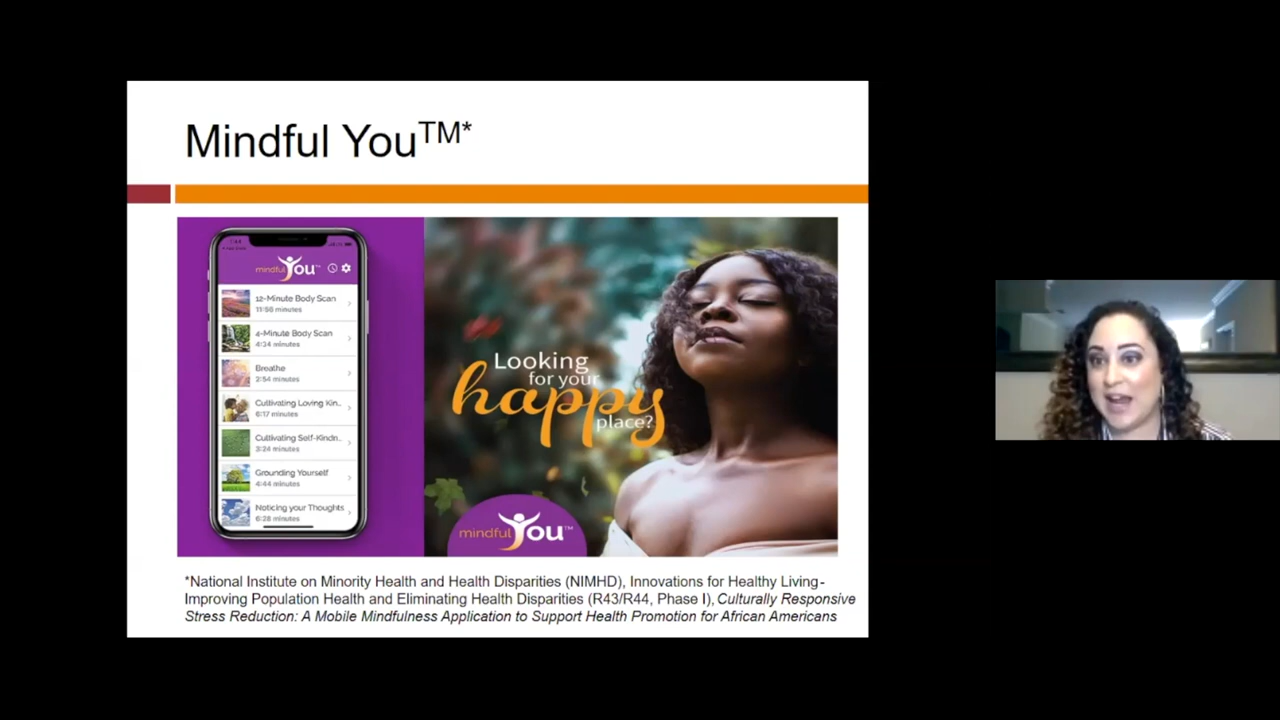 Mindful You™*
mindful You™
12-Minute Body Scan
11:56 minutes
4-Minute Body Scan
4:34 minutes
Breathe
2:54 minutes
Cultivating Loving Kin..
6:17 minutes
Cultivating Self-Kindn..
3:24 minutes
Grounding Yourself
4:44 minutes
Noticing your Thoughts
6:28 minutes
Looking
for your
happy
place?
mindful You™
*National Institute on Minority Health and Health Disparities (NIMHD), Innovations for Healthy Living-
Improving Population Health and Eliminating Health Disparities (R43/R44, Phase I), Culturally Responsive
Stress Reduction: A Mobile Mindfulness Application to Support Health Promotion for African Americans